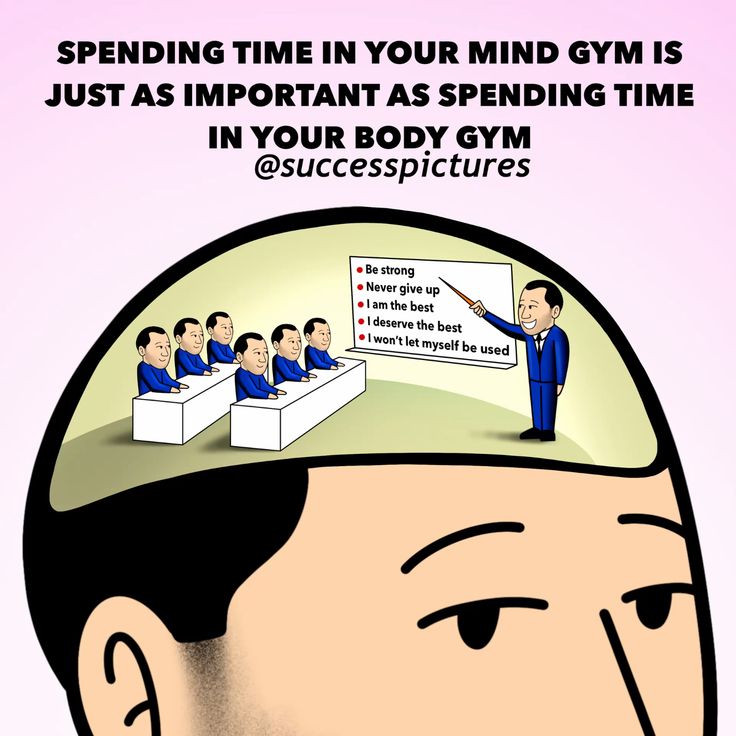 SPENDING TIME IN YOUR MIND GYM IS
JUST AS IMPORTANT AS SPENDING TIME
IN YOUR BODY GYM
@successpictures
Be strong
Never give up
I am the best
I deserve the best
I won't let myself be used